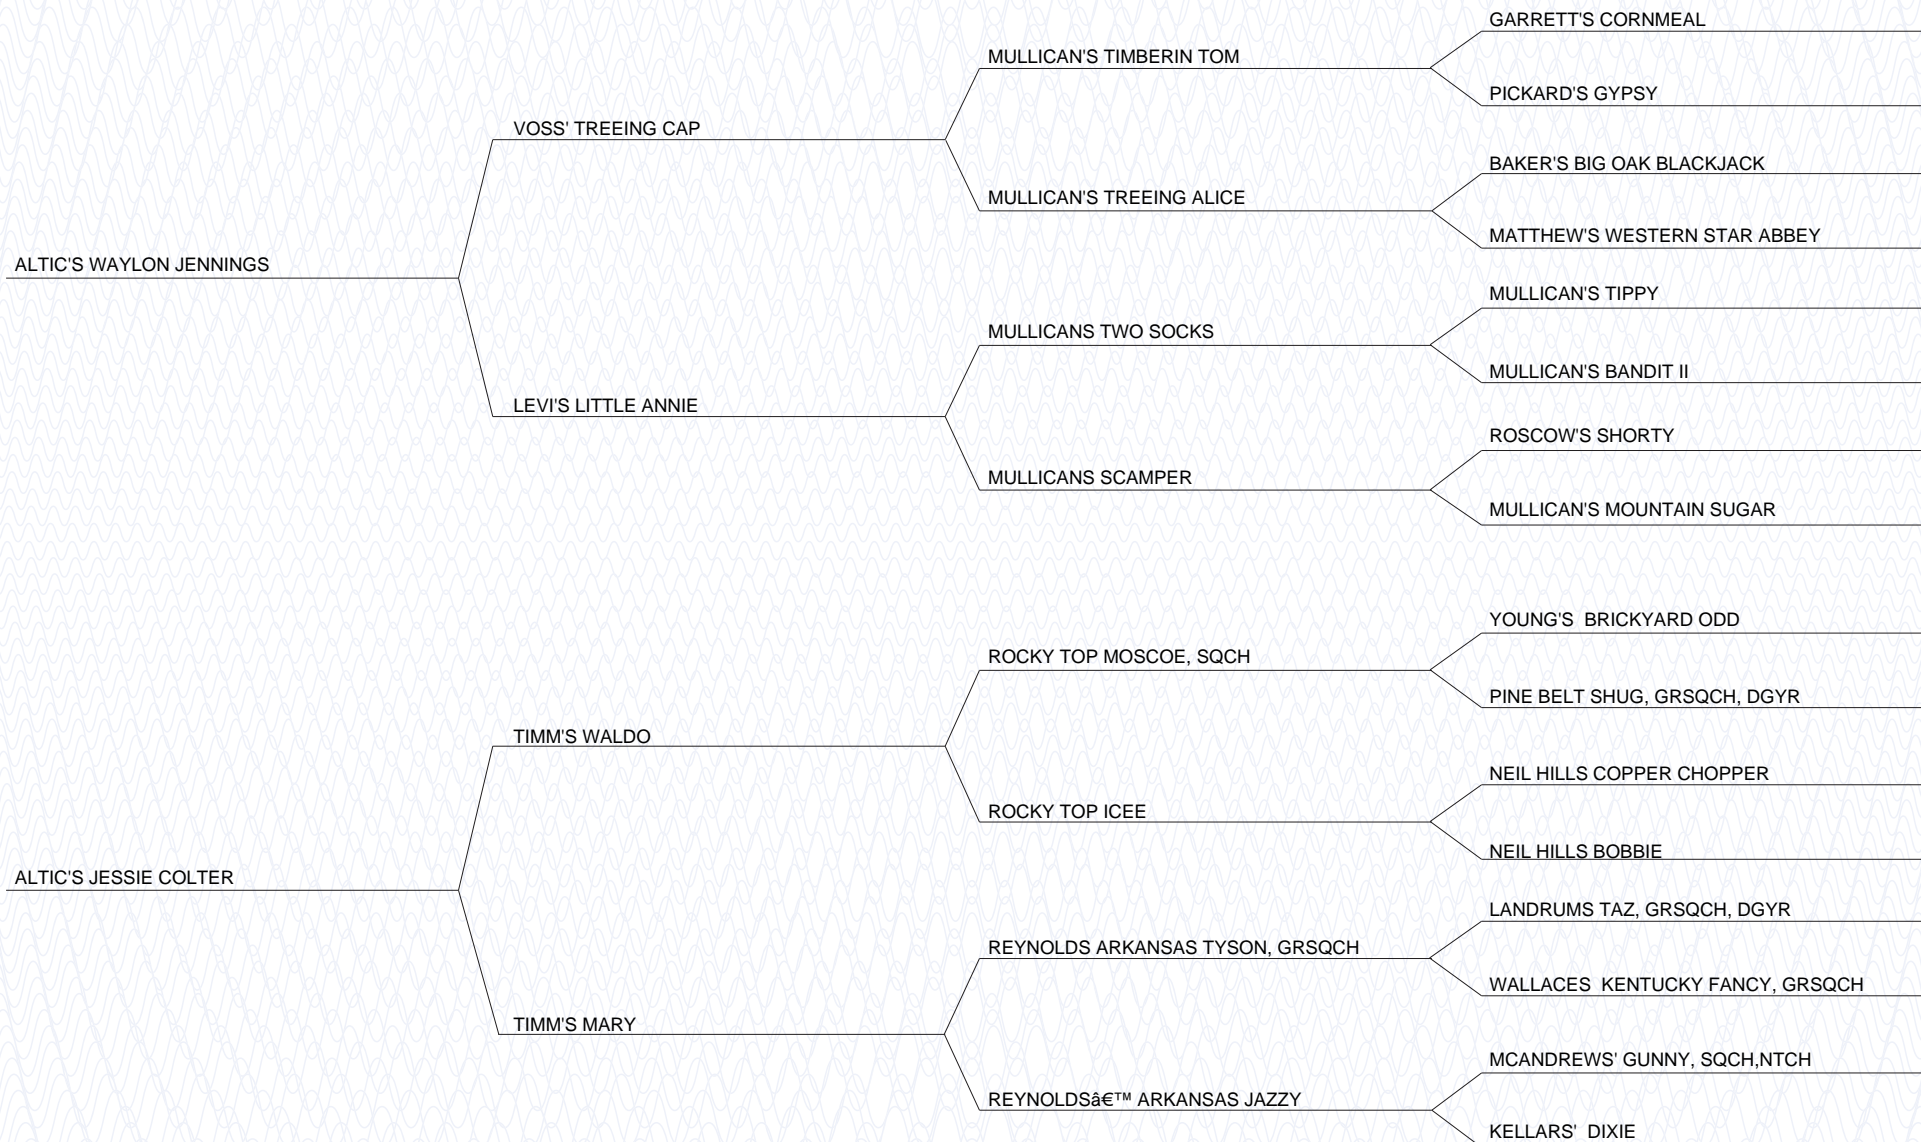 GARRETT'S CORNMEAL
MULLICAN'S TIMBERIN TOM
PICKARD'S GYPSY
VOSS' TREEING CAP
BAKER'S BIG OAK BLACKJACK
MULLICAN'S TREEING ALICE
MATTHEW'S WESTERN STAR ABBEY
ALTIC'S WAYLON JENNINGS
MULLICAN'S TIPPY
MULLICANS TWO SOCKS
MULLICAN'S BANDIT II
LEVI'S LITTLE ANNIE
ROSCOW'S SHORTY
MULLICANS SCAMPER
MULLICAN'S MOUNTAIN SUGAR
YOUNG'S  BRICKYARD ODD
ROCKY TOP MOSCOE, SQCH
PINE BELT SHUG, GRSQCH, DGYR
TIMM'S WALDO
NEIL HILLS COPPER CHOPPER
ROCKY TOP ICEE
NEIL HILLS BOBBIE
ALTIC'S JESSIE COLTER
LANDRUMS TAZ, GRSQCH, DGYR
REYNOLDS ARKANSAS TYSON, GRSQCH
WALLACES  KENTUCKY FANCY, GRSQCH
TIMM'S MARY
MCANDREWS' GUNNY, SQCH,NTCH
REYNOLDSâ€™ ARKANSAS JAZZY
KELLARS'  DIXIE